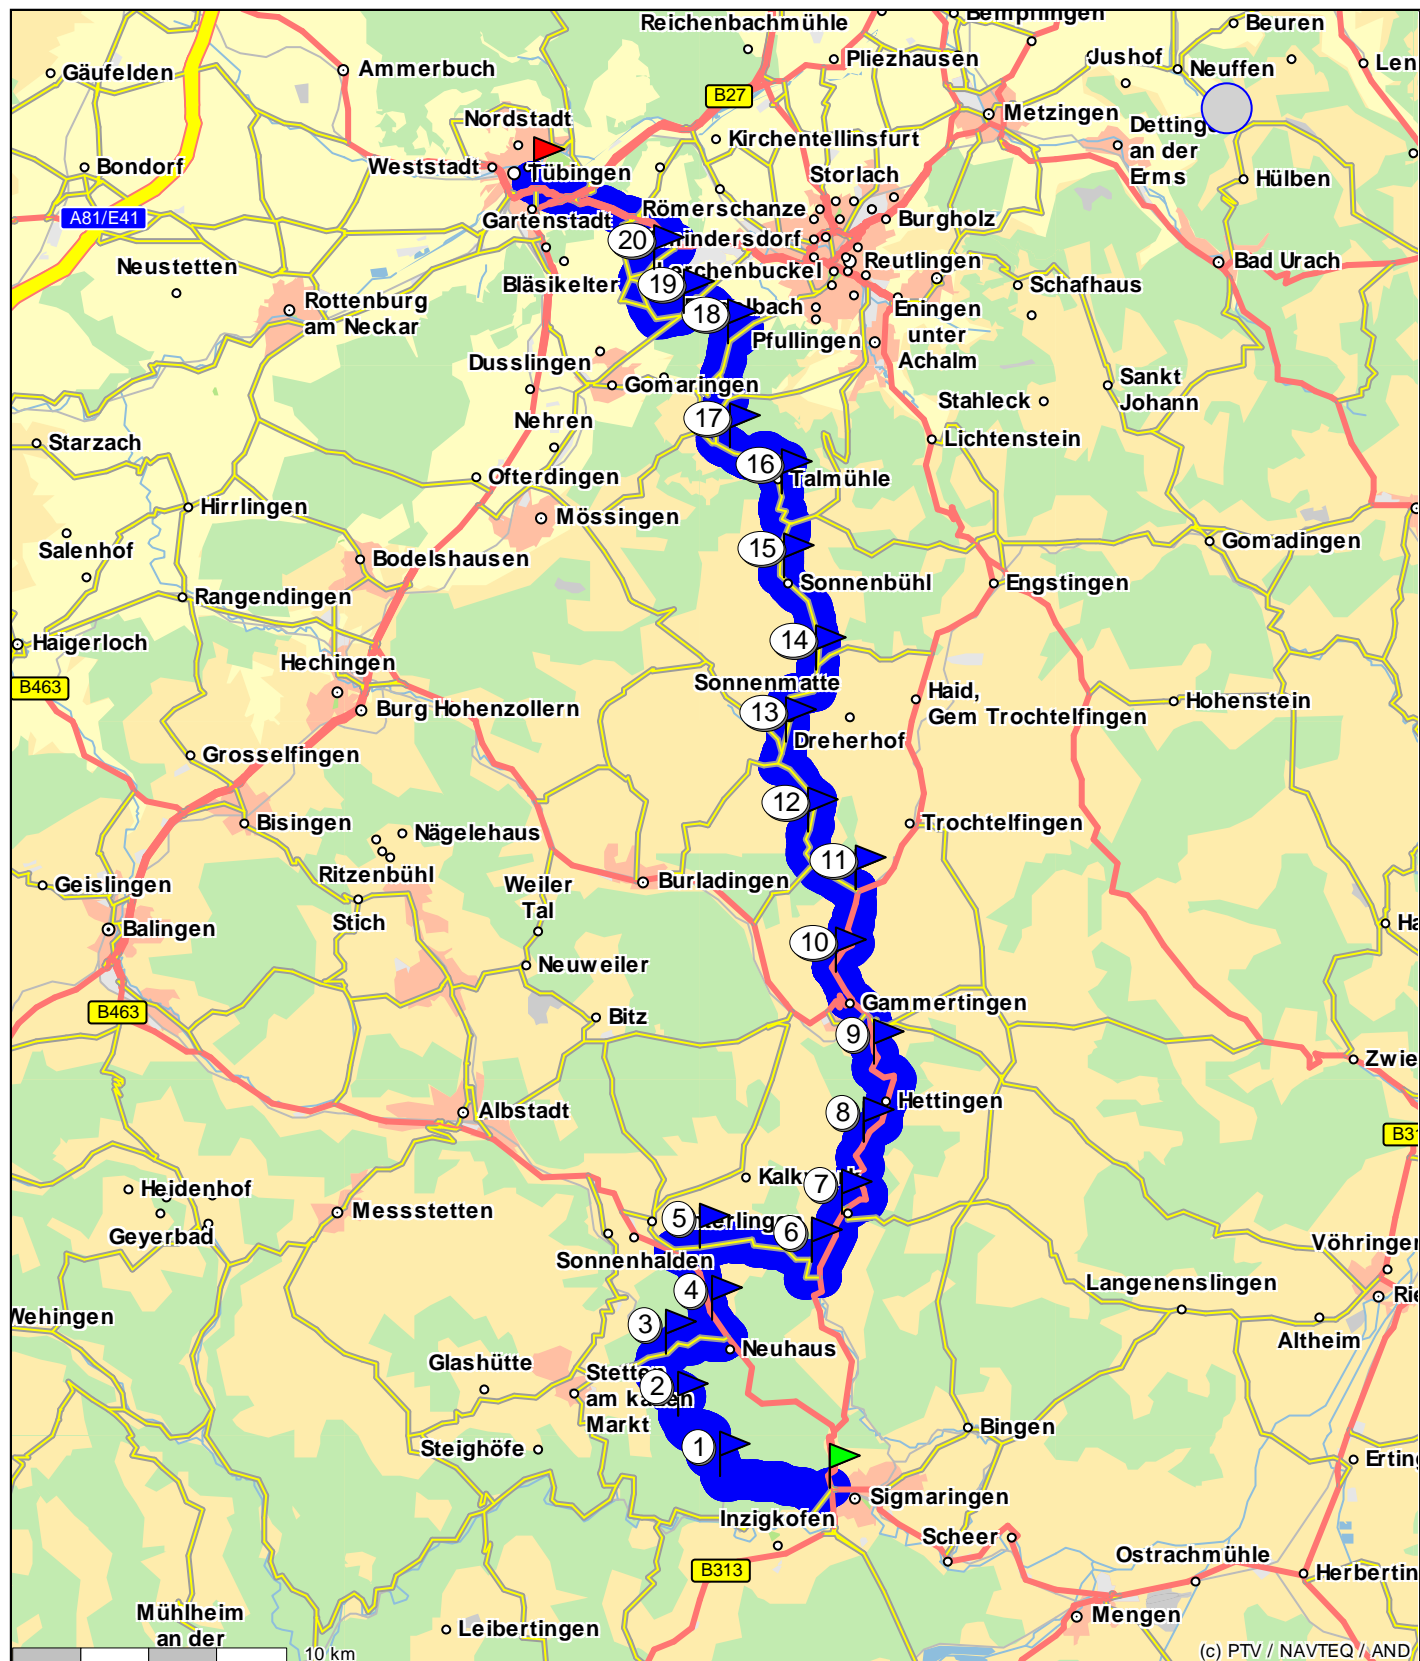 Reichenbachmühle
Bempflingen
Beuren
Gäufelden
Ammerbuch
Pliezhausen
Jushof
Neuffen
B27
Nordstadt
Metzingen
Bondorf
Weststadt
Tübingen
Kirchentellinsfurt
an der
Erms
Storlach
Hülben
A81/E41
Gartenstadt
Römerschanze
Burgholz
20
Neustetten
Bläsikelter
19
Reutlingen
Bad Urach
Schafhaus
Rottenburg
am Neckar
18
Eningen
unter
Achalm
Pfullingen
Dusslingen
Gomaringen
Sankt
Johann
Stahleck
Nehren
17
Starzach
Lichtenstein
Ofterdingen
16
Talmühle
Hirrlingen
Mössingen
Salenhof
15
Gomadingen
Bodelshausen
Sonnenbühl
Engstingen
Rangendingen
Haigerloch
14
Hechingen
B463
Sonnenmatte
Haid,
Gem Trochtelfingen
Hohenstein
Burg Hohenzollern
13
Dreherhof
Grosselfingen
12
Bisingen
Nägelehaus
Trochtelfingen
11
Ritzenbühl
Geislingen
Weiler
Tal
Burladingen
Stich
Balingen
10
Neuweiler
Gammertingen
B463
Bitz
9
Albstadt
8
Hettingen
7
Heidenhof
Messstetten
5
6
Geyerbad
Sonnenhalden
4
Langenenslingen
Wehingen
3
Altheim
Neuhaus
Glashütte
Stetten
2
am kalten
Markt
Bingen
Steighöfe
1
Sigmaringen
Inzigkofen
Scheer
B313
Ostrachmühle
Mühlheim
an der
Leibertingen
Mengen
10 km
(c) PTV / NAVTEQ / AND